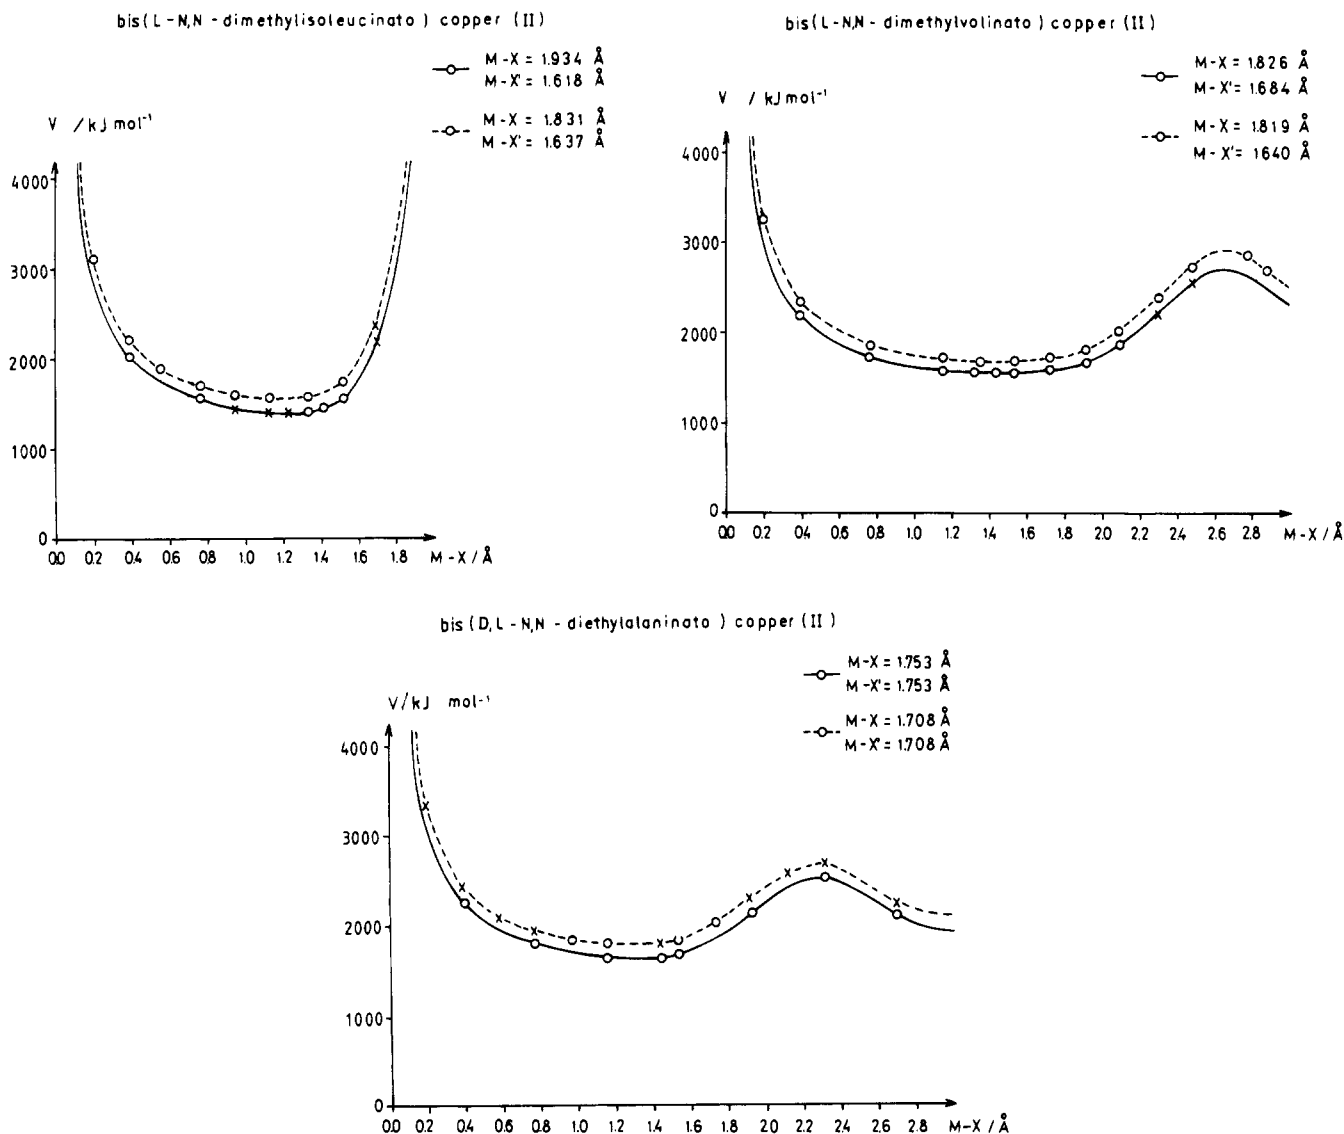 bis(L-N,N-dimethylisoleucinato) copper (II)
M-X = 1.934 Å
M-X' = 1.618 Å
M-X = 1.831 Å
M-X' = 1.637 Å
V / kJ mol⁻¹
4000
3000
2000
1000
0
0.0 0.2 0.4 0.6 0.8 1.0 1.2 1.4 1.6 1.8 M-X / Å
bis(L-N,N-dimethylvolinato) copper (II)
M-X = 1.826 Å
M-X' = 1.684 Å
M-X = 1.819 Å
M-X' = 1640 Å
V / kJ mol⁻¹
4000
3000
2000
1000
0
0.0 0.2 0.4 0.6 0.8 1.0 1.2 1.4 1.6 1.8 2.0 2.2 2.4 2.6 2.8 M-X / Å
bis(D,L-N,N-diethylalaninato) copper (II)
M-X = 1.753 Å
M-X' = 1.753 Å
M-X = 1.708 Å
M-X' = 1.708 Å
V/kJ mol⁻¹
4000
3000
2000
1000
0
0.0 0.2 0.4 0.6 0.8 1.0 1.2 1.4 1.6 1.8 2.0 2.2 2.4 2.6 2.8 M-X / Å